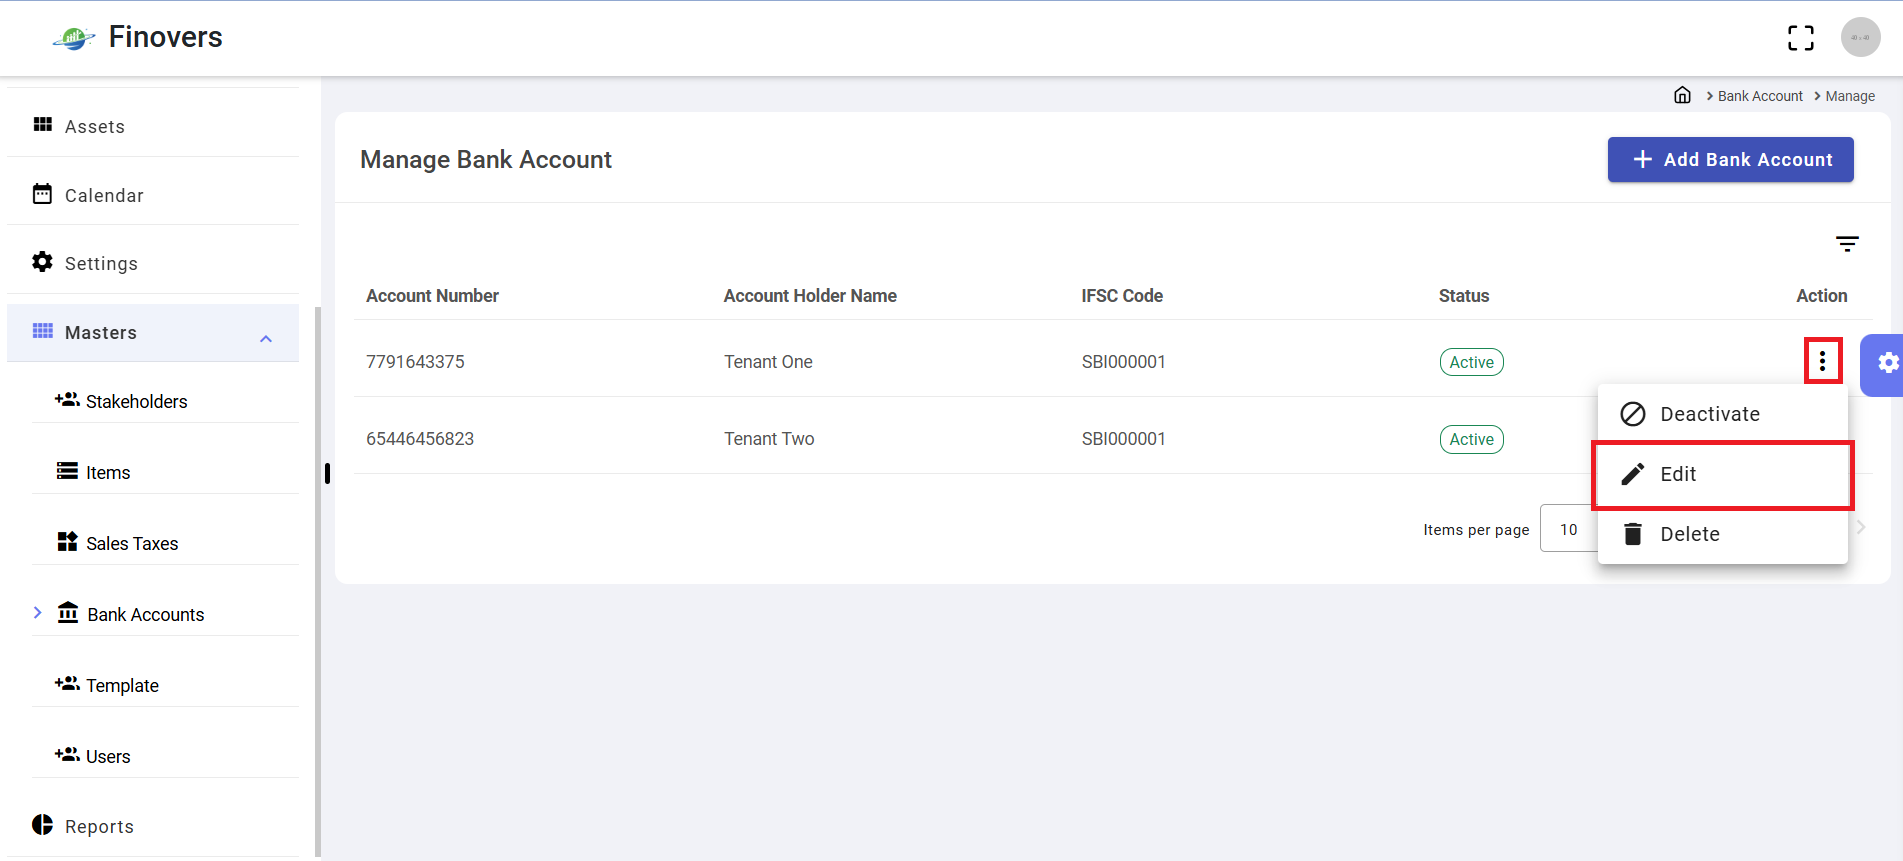 Finovers
Assets
Calendar
Settings
Masters
Stakeholders
Items
Sales Taxes
Bank Accounts
Template
Users
Reports
Bank Account Manage
Manage Bank Account
Add Bank Account
Account Number Account Holder Name IFSC Code Status Action
7791643375 Tenant One SBI000001 Active
65446456823 Tenant Two SBI000001 Active
Deactivate
Edit
Delete
Items per page 10